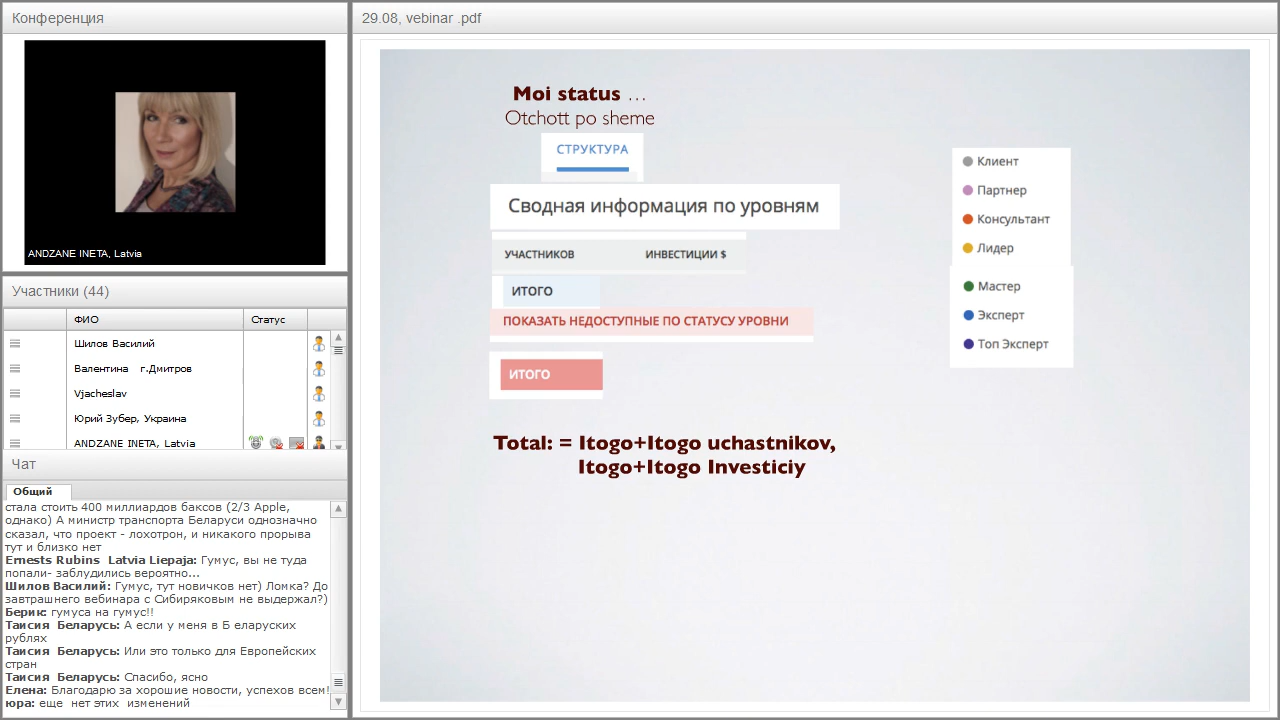 Конференция
ANDZANE INETA, Latvia
Участники (44)
ФИО
Статус
Шилов Василий
Валентина г.Дмитров
Vjacheslav
Юрий Зубер, Украина
ANDZANE INETA, Latvia
Чат
Общий
стала стоить 400 миллиардов баксов (2/3 Apple,
однако) А министр транспорта Беларуси однозначно
сказал, что проект - лохотрон, и никакого прорыва
тут и близко нет
Ernests Rubins Latvia Liepaja: Гумус, вы не туда
попали- заблудились вероятно...
Шилов Василий: Гумус, тут новичков нет) Ломка? До
завтрашнего вебинара с Сибиряковым не выдержал?)
Берик: гумуса на гумус!!
Таисия Беларусь: А если у меня в Б еларуских
рублях
Таисия Беларусь: Или это только для Европейских
стран
Таисия Беларусь: Спасибо, ясно
Елена: Благодарю за хорошие новости, успехов всем!
юра: еще нет этих изменений
29.08, vebinar .pdf
Moi status ...
Otchott po sheme
СТРУКТУРА
Сводная информация по уровням
УЧАСТНИКОВ ИНВЕСТИЦИИ $
ИТОГО
ПОКАЗАТЬ НЕДОСТУПНЫЕ ПО СТАТУСУ УРОВНИ
ИТОГО
Total: = Itogo+Itogo uchastnikov,
Itogo+Itogo Investiciy
Клиент
Партнер
Консультант
Лидер
Мастер
Эксперт
Топ Эксперт